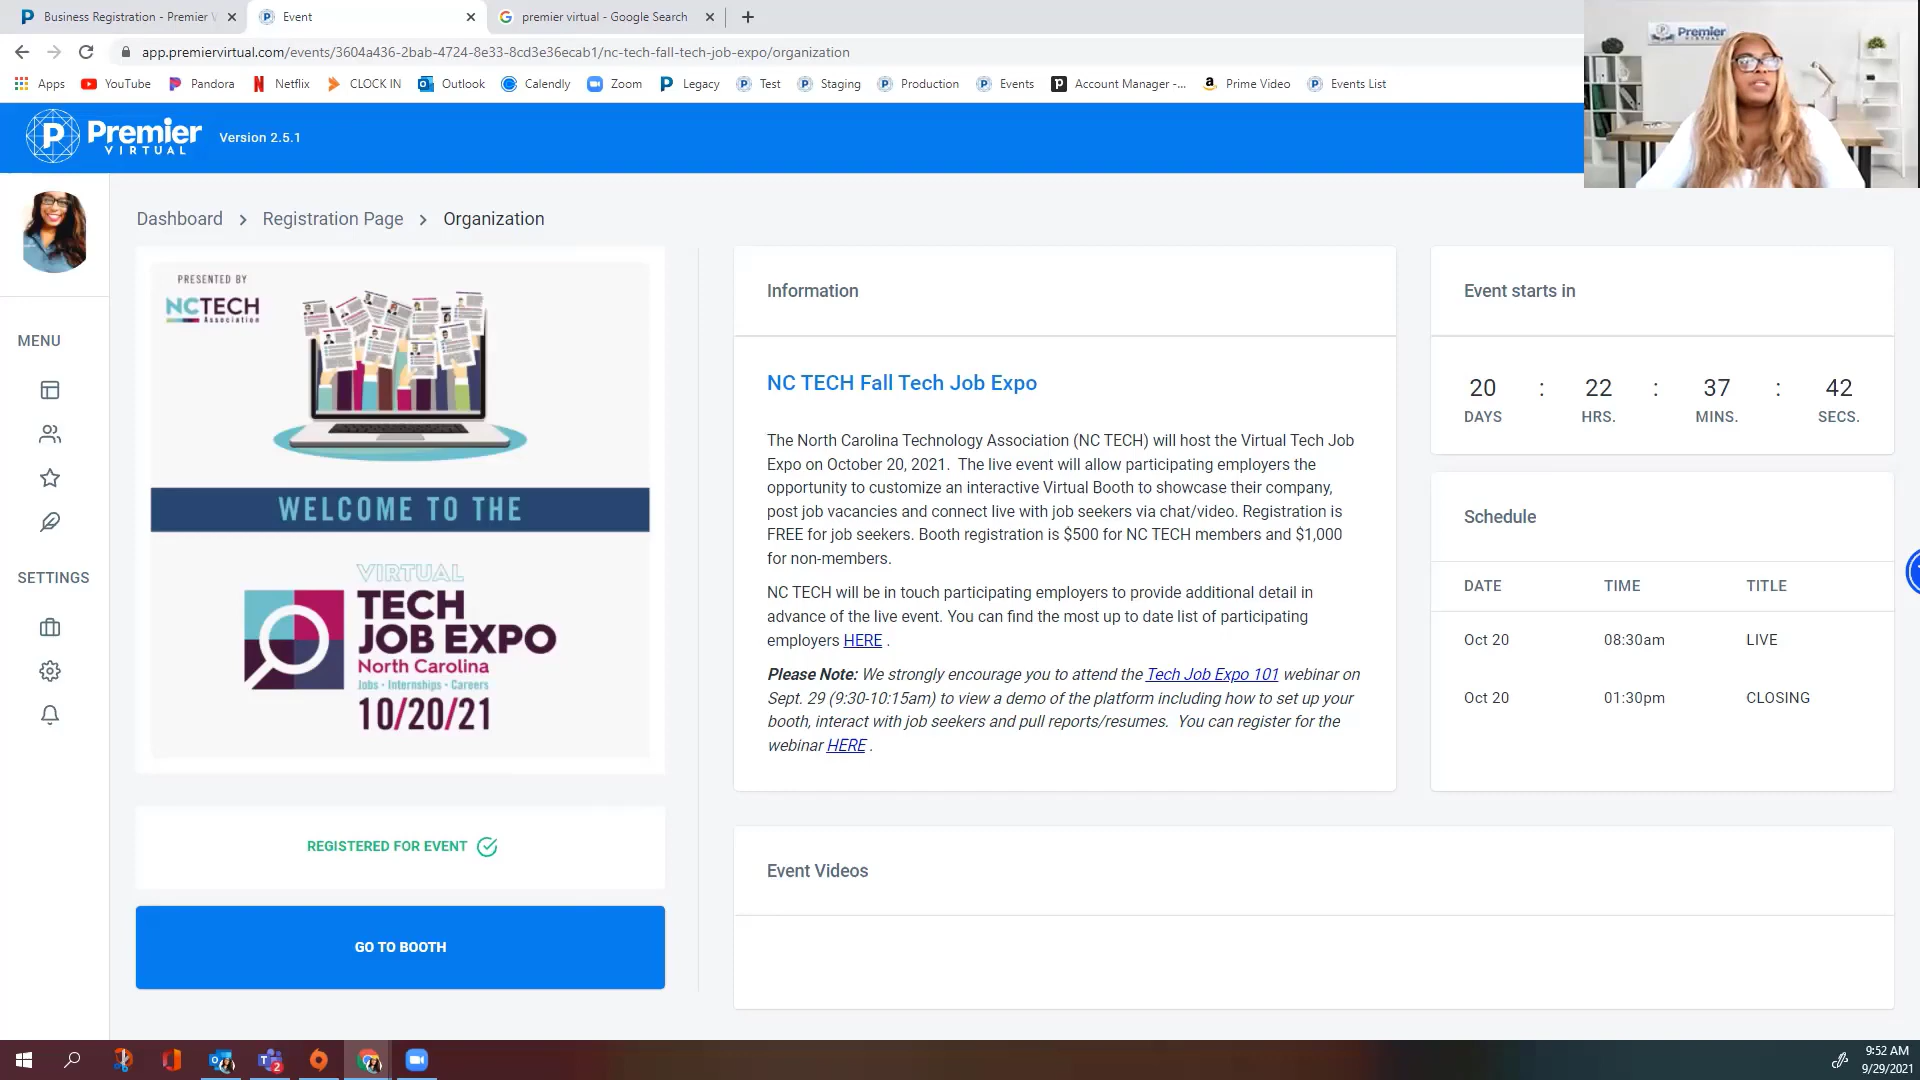 Business Registration - Premier V
Event
premier virtual - Google Search
app.premiervirtual.com/events/3604a436-2bab-4724-8e33-8cd3e36ecab1/nc-tech-fall-tech-job-expo/organization
Apps YouTube Pandora Netflix CLOCK IN Outlook Calendly Zoom Legacy Test Staging Production Events Account Manager -... Prime Video Events List
Premier
VIRTUAL
Version 2.5.1
Premier
VIRTUAL
Dashboard > Registration Page > Organization
MENU
SETTINGS
PRESENTED BY
NCTECH
Association
WELCOME TO THE
VIRTUAL
TECH
JOB EXPO
North Carolina
Jobs • Internships • Careers
10/20/21
REGISTERED FOR EVENT
GO TO BOOTH
Information
NC TECH Fall Tech Job Expo
The North Carolina Technology Association (NC TECH) will host the Virtual Tech Job
Expo on October 20, 2021. The live event will allow participating employers the
opportunity to customize an interactive Virtual Booth to showcase their company,
post job vacancies and connect live with job seekers via chat/video. Registration is
FREE for job seekers. Booth registration is $500 for NC TECH members and $1,000
for non-members.
NC TECH will be in touch participating employers to provide additional detail in
advance of the live event. You can find the most up to date list of participating
employers HERE .
Please Note: We strongly encourage you to attend the Tech Job Expo 101 webinar on
Sept. 29 (9:30-10:15am) to view a demo of the platform including how to set up your
booth, interact with job seekers and pull reports/resumes. You can register for the
webinar HERE .
Event Videos
Event starts in
20 : 22 : 37 : 42
DAYS HRS. MINS. SECS.
Schedule
DATE TIME TITLE
Oct 20 08:30am LIVE
Oct 20 01:30pm CLOSING
9:52 AM
9/29/2021